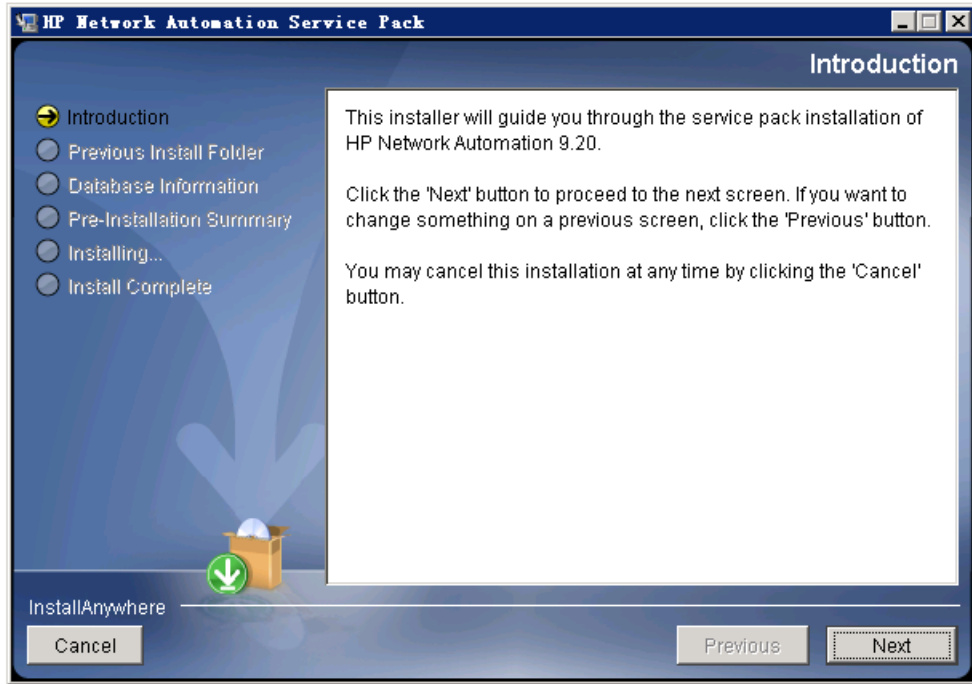 HP Network Automation Service Pack
Introduction
Introduction
Previous Install Folder
Database Information
Pre-Installation Summary
Installing...
Install Complete
This installer will guide you through the service pack installation of
HP Network Automation 9.20.
Click the 'Next' button to proceed to the next screen. If you want to
change something on a previous screen, click the 'Previous' button.
You may cancel this installation at any time by clicking the 'Cancel'
button.
InstallAnywhere
Cancel
Previous
Next